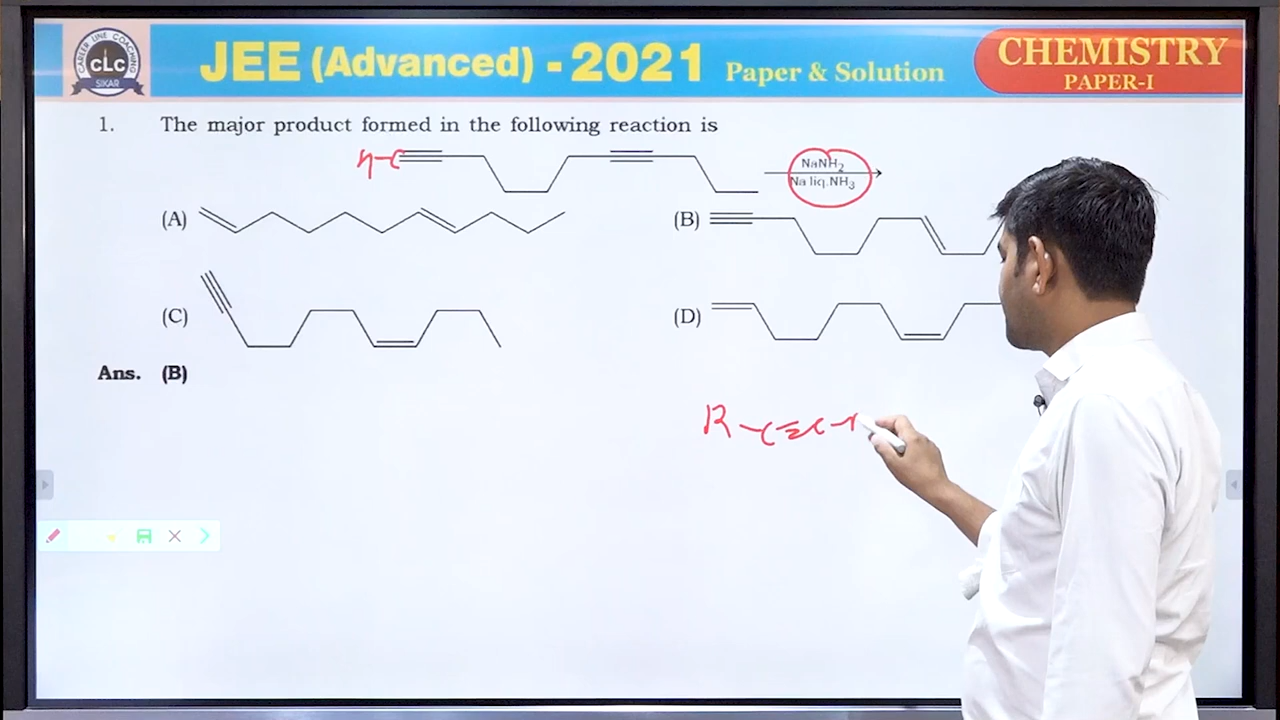 CAREER LINE COACHING
CLC
SIKAR
JEE (Advanced) - 2021 Paper & Solution
CHEMISTRY
PAPER-I
1. The major product formed in the following reaction is
H-C
NaNH2
Na liq.NH3
(A)
(B)
(C)
(D)
Ans. (B)
R-C≡C-